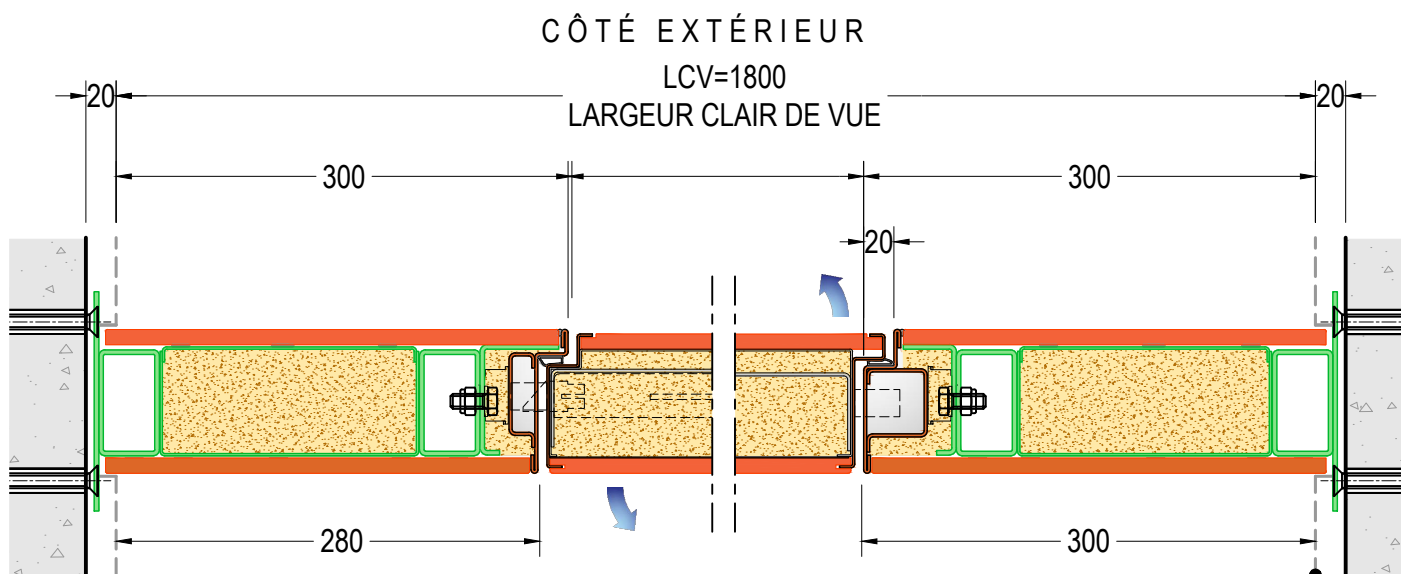 CÔTÉ EXTÉRIEUR
LCV=1800
20 20
LARGEUR CLAIR DE VUE
300 300
20
280 300